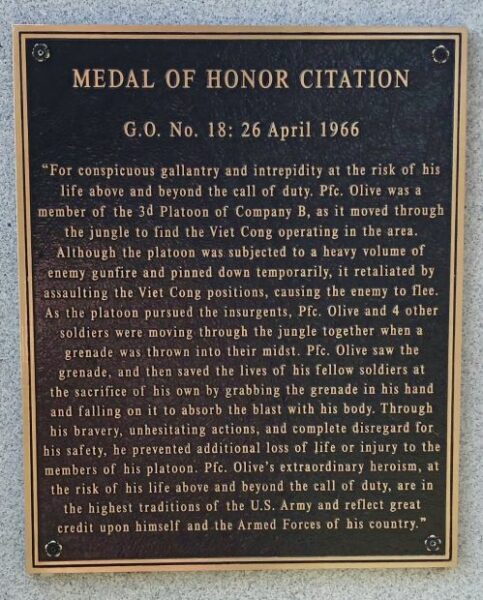 MEDAL OF HONOR CITATION
G.O. No. 18: 26 April 1966
“For conspicuous gallantry and intrepidity at the risk of his
life above and beyond the call of duty. Pfc. Olive was a
member of the 3d Platoon of Company B, as it moved through
the jungle to find the Viet Cong operating in the area.
Although the platoon was subjected to a heavy volume of
enemy gunfire and pinned down temporarily, it retaliated by
assaulting the Viet Cong positions, causing the enemy to flee.
As the platoon pursued the insurgents, Pfc. Olive and 4 other
soldiers were moving through the jungle together when a
grenade was thrown into their midst. Pfc. Olive saw the
grenade, and then saved the lives of his fellow soldiers at
the sacrifice of his own by grabbing the grenade in his hand
and falling on it to absorb the blast with his body. Through
his bravery, unhesitating actions, and complete disregard for
his safety, he prevented additional loss of life or injury to the
members of his platoon. Pfc. Olive’s extraordinary heroism, at
the risk of his life above and beyond the call of duty, are in
the highest traditions of the U.S. Army and reflect great
credit upon himself and the Armed Forces of his country.”